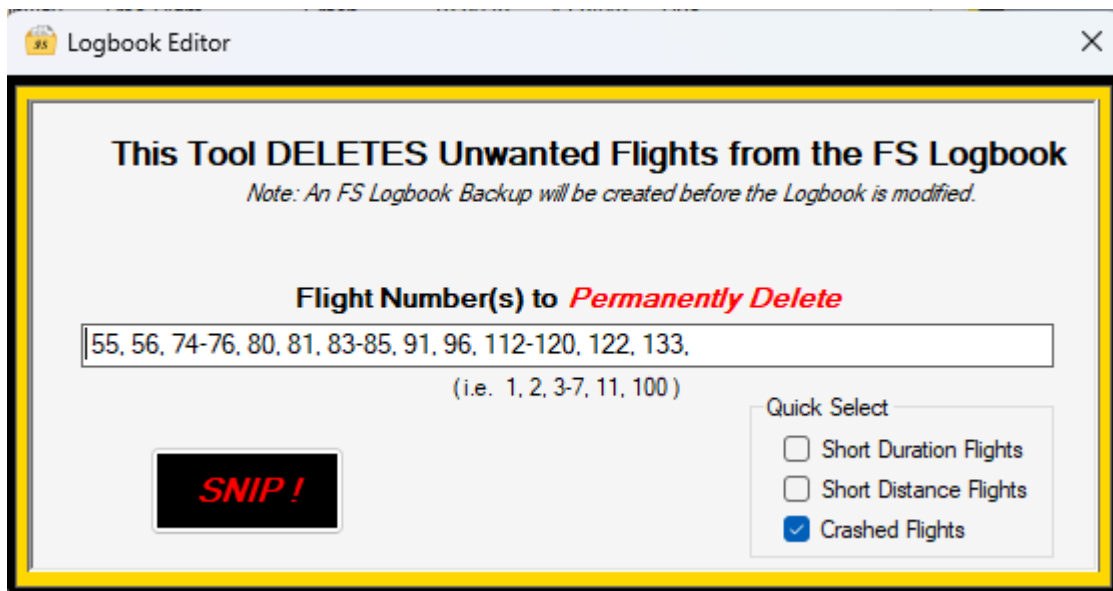 Logbook Editor
This Tool DELETES Unwanted Flights from the FS Logbook
Note: An FS Logbook Backup will be created before the Logbook is modified.
Flight Number(s) to Permanently Delete
55, 56, 74-76, 80, 81, 83-85, 91, 96, 112-120, 122, 133,
(i.e. 1, 2, 3-7, 11, 100 )
Quick Select
Short Duration Flights
Short Distance Flights
Crashed Flights
SNIP !